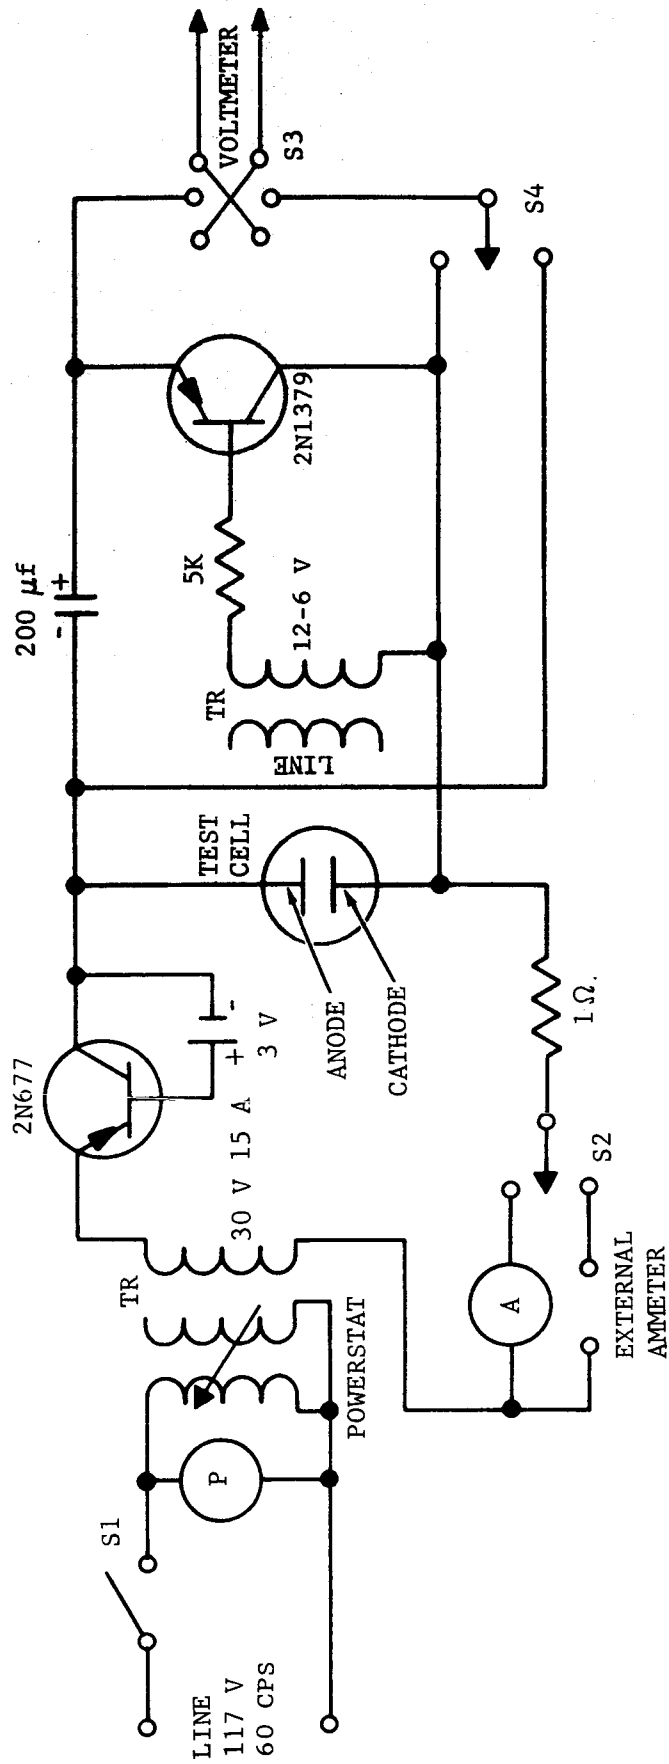 LINE
117 V
60 CPS
S1
P
POWERSTAT
TR
30 V 15 A
2N677
+
-
3 V
A
EXTERNAL
AMMETER
S2
1 Ω.
ANODE
CATHODE
TEST
CELL
LINE
TR
12-6 V
5K
200 µf
-
+
2N1379
S3
VOLTMETER
S4